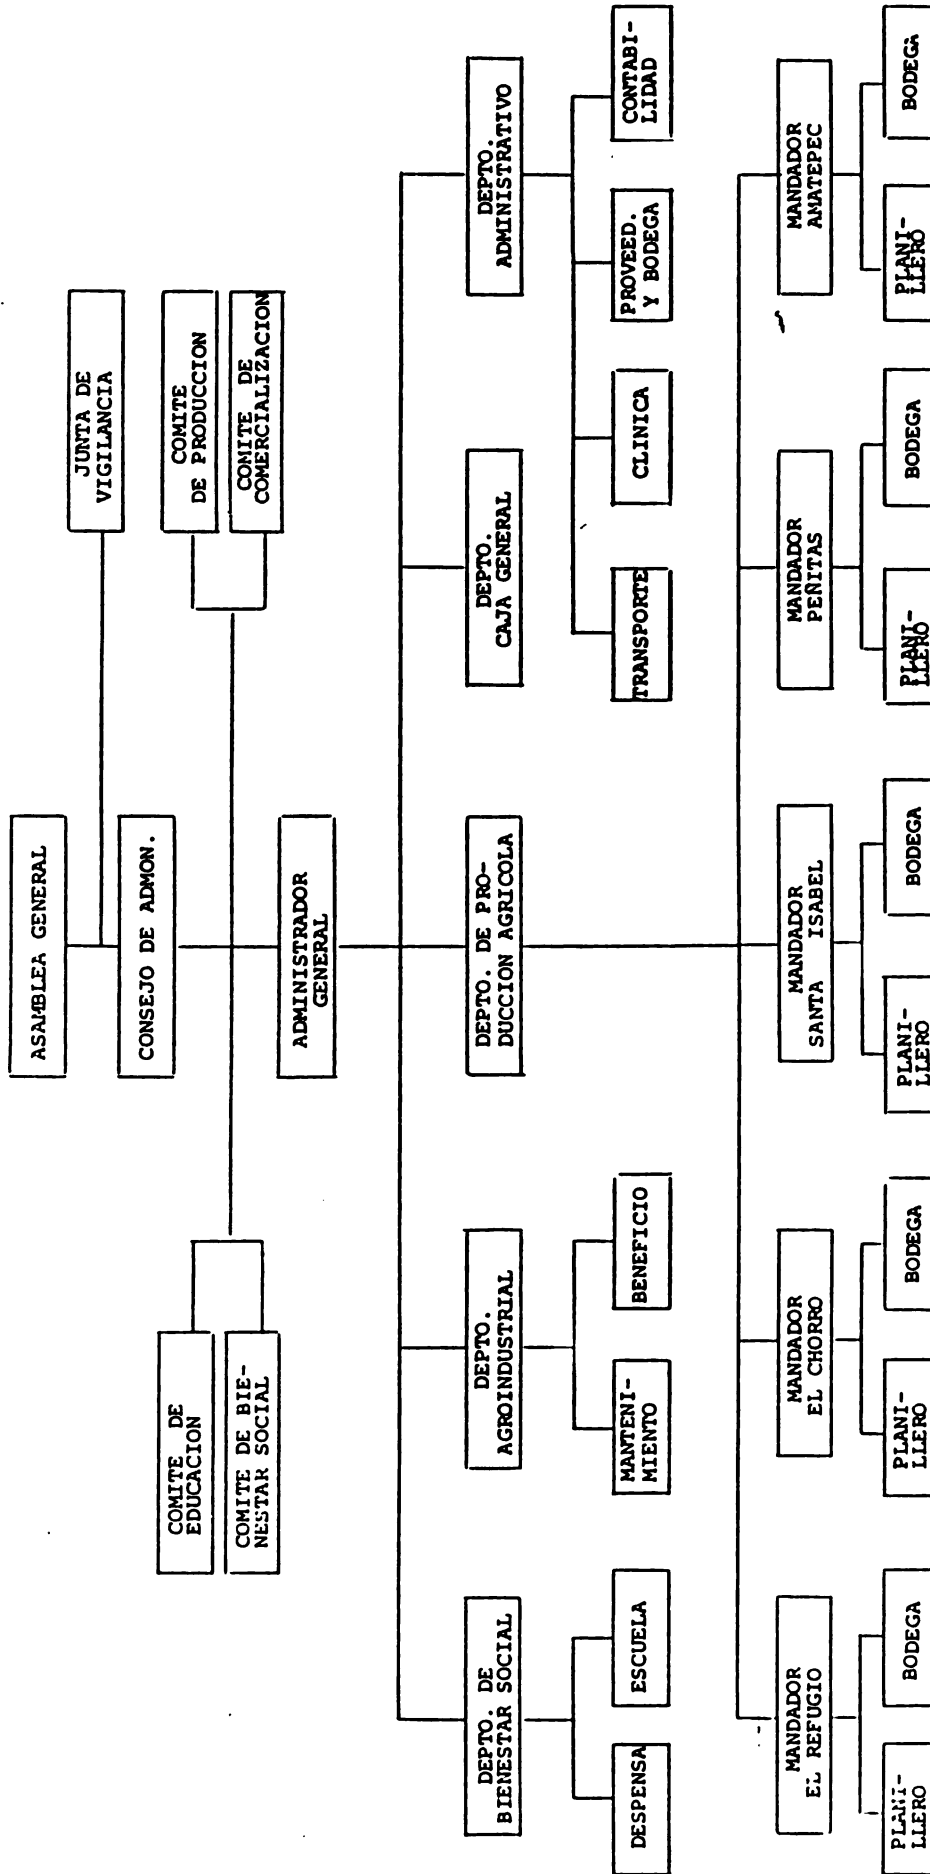 ASAMBLEA GENERAL
JUNTA DE
VIGILANCIA
CONSEJO DE ADMON.
COMITE DE
EDUCACION
COMITE DE BIE-
NESTAR SOCIAL
COMITE
DE PRODUCCION
COMITE DE
COMERCIALIZACION
ADMINISTRADOR
GENERAL
DEPTO. DE
BIENESTAR SOCIAL
DEPTO.
AGROINDUSTRIAL
DEPTO. DE PRO-
DUCCION AGRICOLA
DEPTO.
CAJA GENERAL
DEPTO.
ADMINISTRATIVO
DESPENSA
ESCUELA
MANTENI-
MIENTO
BENEFICIO
TRANSPORTE
CLINICA
PROVEED.
Y BODEGA
CONTABI-
LIDAD
MANDADOR
EL REFUGIO
MANDADOR
EL CHORRO
MANDADOR
SANTA ISABEL
MANDADOR
PEÑITAS
MANDADOR
AMATEPEC
PLANI-
LLERO
BODEGA
PLANI-
LLERO
BODEGA
PLANI-
LLERO
BODEGA
PLANI-
LLERO
BODEGA
PLANI-
LLERO
BODEGA